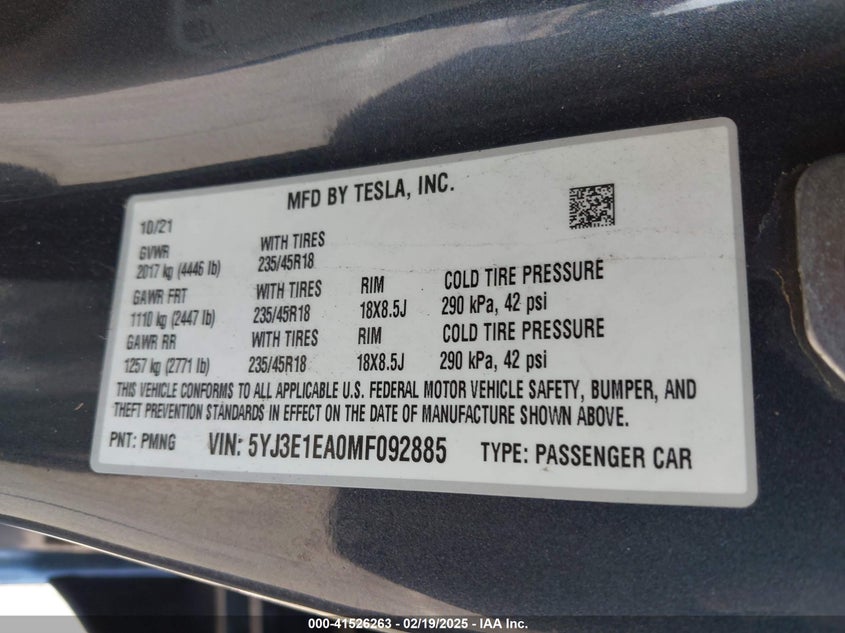 MFD BY TESLA, INC.
10/21
GVWR WITH TIRES
2017 kg (4446 lb) 235/45R18
GAWR FRT WITH TIRES RIM COLD TIRE PRESSURE
1110 kg (2447 lb) 235/45R18 18X8.5J 290 kPa, 42 psi
GAWR RR WITH TIRES RIM COLD TIRE PRESSURE
1257 kg (2771 lb) 235/45R18 18X8.5J 290 kPa, 42 psi
THIS VEHICLE CONFORMS TO ALL APPLICABLE U.S. FEDERAL MOTOR VEHICLE SAFETY, BUMPER, AND
THEFT PREVENTION STANDARDS IN EFFECT ON THE DATE OF MANUFACTURE SHOWN ABOVE.
PNT: PMNG VIN: 5YJ3E1EA0MF092885 TYPE: PASSENGER CAR
000-41526263 - 02/19/2025 - IAA Inc.